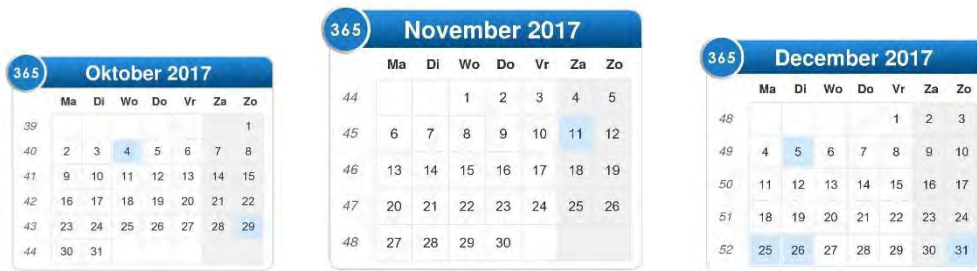 365 Oktober 2017
Ma Di Wo Do Vr Za Zo
39 1
40 2 3 4 5 6 7 8
41 9 10 11 12 13 14 15
42 16 17 18 19 20 21 22
43 23 24 25 26 27 28 29
44 30 31
365 November 2017
Ma Di Wo Do Vr Za Zo
44 1 2 3 4 5
45 6 7 8 9 10 11 12
46 13 14 15 16 17 18 19
47 20 21 22 23 24 25 26
48 27 28 29 30
365 December 2017
Ma Di Wo Do Vr Za Zo
48 1 2 3
49 4 5 6 7 8 9 10
50 11 12 13 14 15 16 17
51 18 19 20 21 22 23 24
52 25 26 27 28 29 30 31